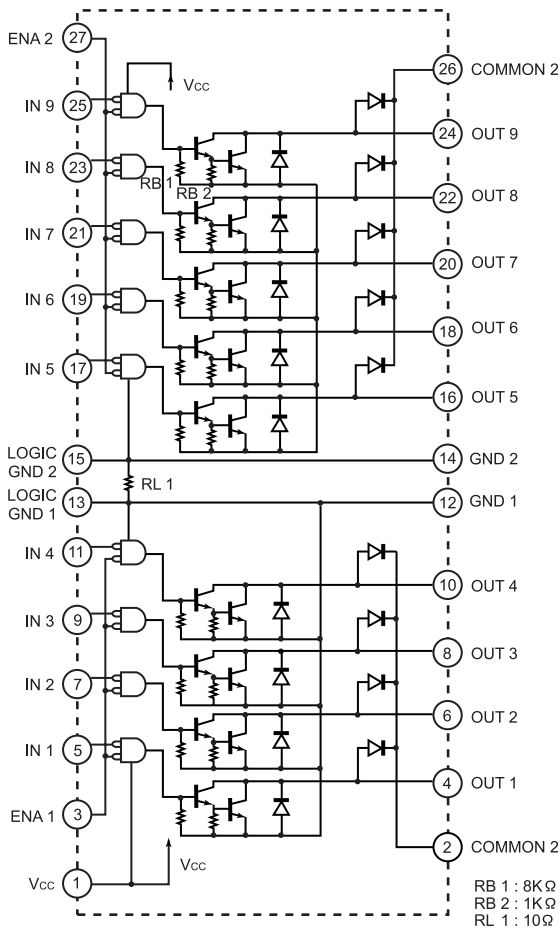 ENA 2 27
26 COMMON 2
Vcc
IN 9 25
24 OUT 9
IN 8 23
RB 1 RB 2
22 OUT 8
IN 7 21
20 OUT 7
IN 6 19
18 OUT 6
IN 5 17
16 OUT 5
LOGIC
GND 2 15
14 GND 2
RL 1
LOGIC
GND 1 13
12 GND 1
IN 4 11
10 OUT 4
IN 3 9
8 OUT 3
IN 2 7
6 OUT 2
IN 1 5
4 OUT 1
ENA 1 3
2 COMMON 2
Vcc
Vcc 1
RB 1 : 8KΩ
RB 2 : 1KΩ
RL 1 : 10Ω